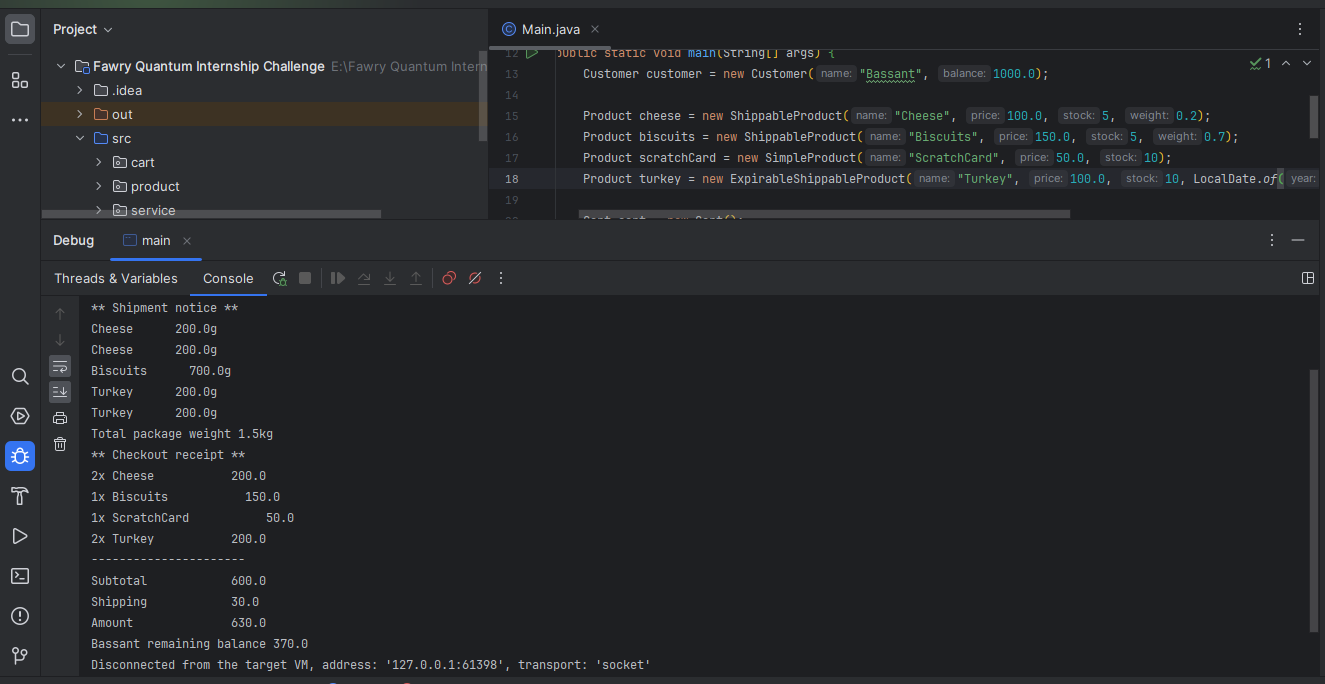 Project
Main.java
Fawry Quantum Internship Challenge E:\Fawry Quantum Intern
.idea
out
src
cart
product
service
12 public static void main(String[] args) {
13 Customer customer = new Customer( name: "Bassant", balance: 1000.0);
1
14
15 Product cheese = new ShippableProduct( name: "Cheese", price: 100.0, stock: 5, weight: 0.2);
16 Product biscuits = new ShippableProduct( name: "Biscuits", price: 150.0, stock: 5, weight: 0.7);
17 Product scratchCard = new SimpleProduct( name: "ScratchCard", price: 50.0, stock: 10);
18 Product turkey = new ExpirableShippableProduct( name: "Turkey", price: 100.0, stock: 10, LocalDate.of( year:
19
20 Cart cart = new Cart();
Debug main
Threads & Variables Console
** Shipment notice **
Cheese 200.0g
Cheese 200.0g
Biscuits 700.0g
Turkey 200.0g
Turkey 200.0g
Total package weight 1.5kg
** Checkout receipt **
2x Cheese 200.0
1x Biscuits 150.0
1x ScratchCard 50.0
2x Turkey 200.0
----------------------
Subtotal 600.0
Shipping 30.0
Amount 630.0
Bassant remaining balance 370.0
Disconnected from the target VM, address: '127.0.0.1:61398', transport: 'socket'